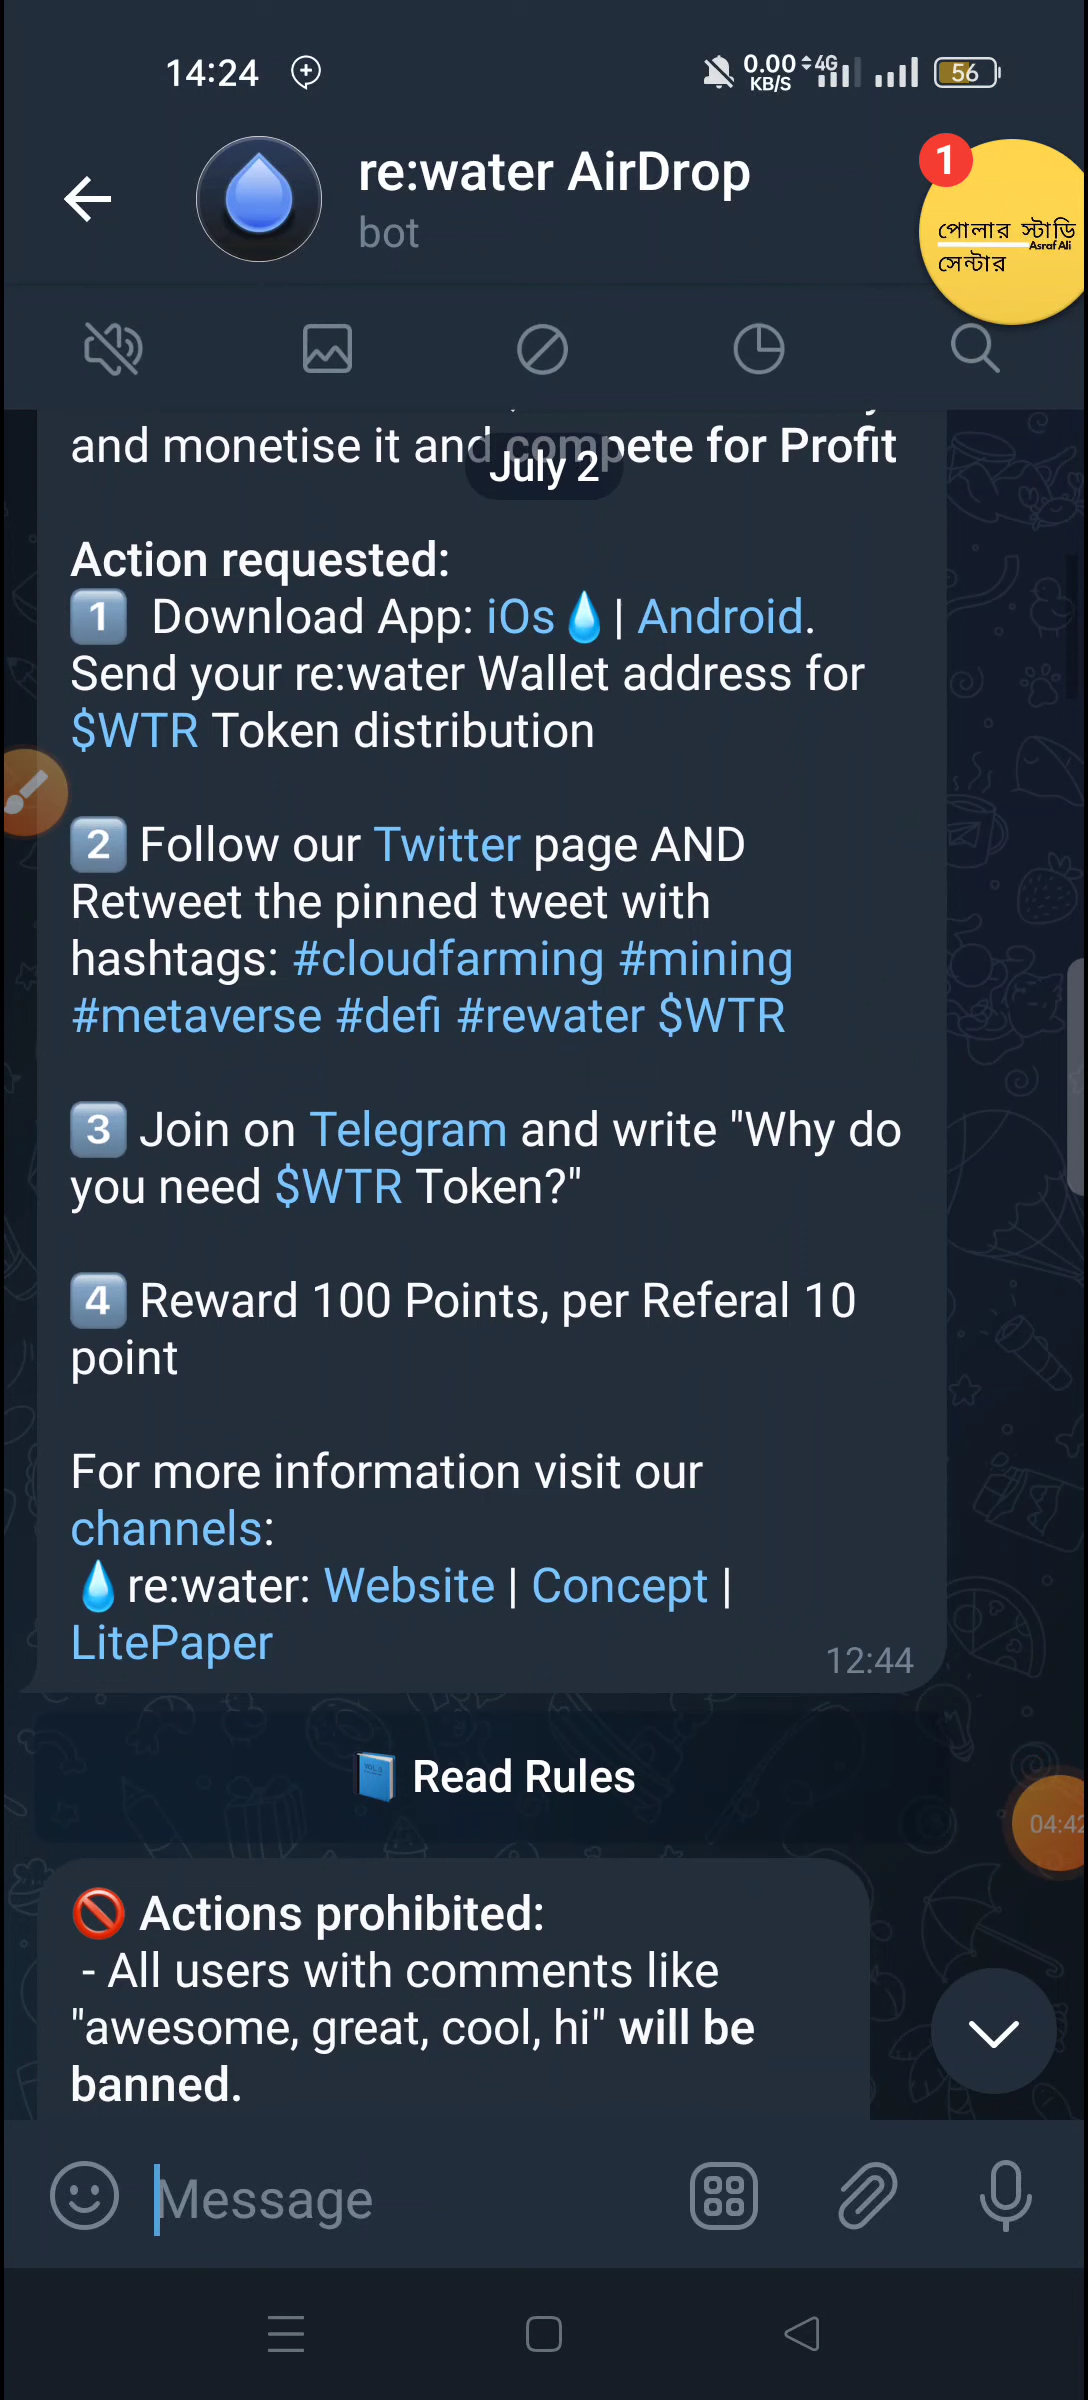 14:24
0.00 KB/S
4G
56
re:water AirDrop
bot
1
পোলার স্টাডি
Asraf Ali
সেন্টার
and monetise it and compete for Profit
July 2
Action requested:
1 Download App: iOs💧| Android.
Send your re:water Wallet address for
$WTR Token distribution
2 Follow our Twitter page AND
Retweet the pinned tweet with
hashtags: #cloudfarming #mining
#metaverse #defi #rewater $WTR
3 Join on Telegram and write "Why do
you need $WTR Token?"
4 Reward 100 Points, per Referal 10
point
For more information visit our
channels:
💧re:water: Website | Concept |
LitePaper
12:44
Read Rules
04:42
🚫 Actions prohibited:
- All users with comments like
"awesome, great, cool, hi" will be
banned.
Message